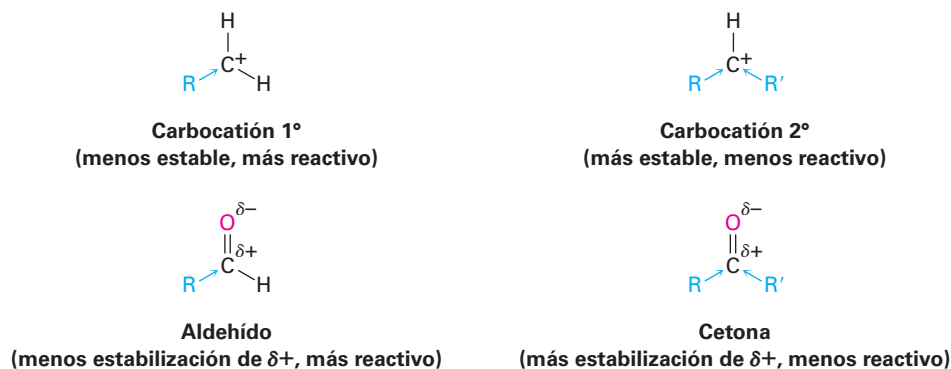 H
C+
R
H
Carbocatión 1°
(menos estable, más reactivo)
H
C+
R
R′
Carbocatión 2°
(más estable, menos reactivo)
O δ−
C δ+
R
H
Aldehído
(menos estabilización de δ+, más reactivo)
O δ−
C δ+
R
R′
Cetona
(más estabilización de δ+, menos reactivo)